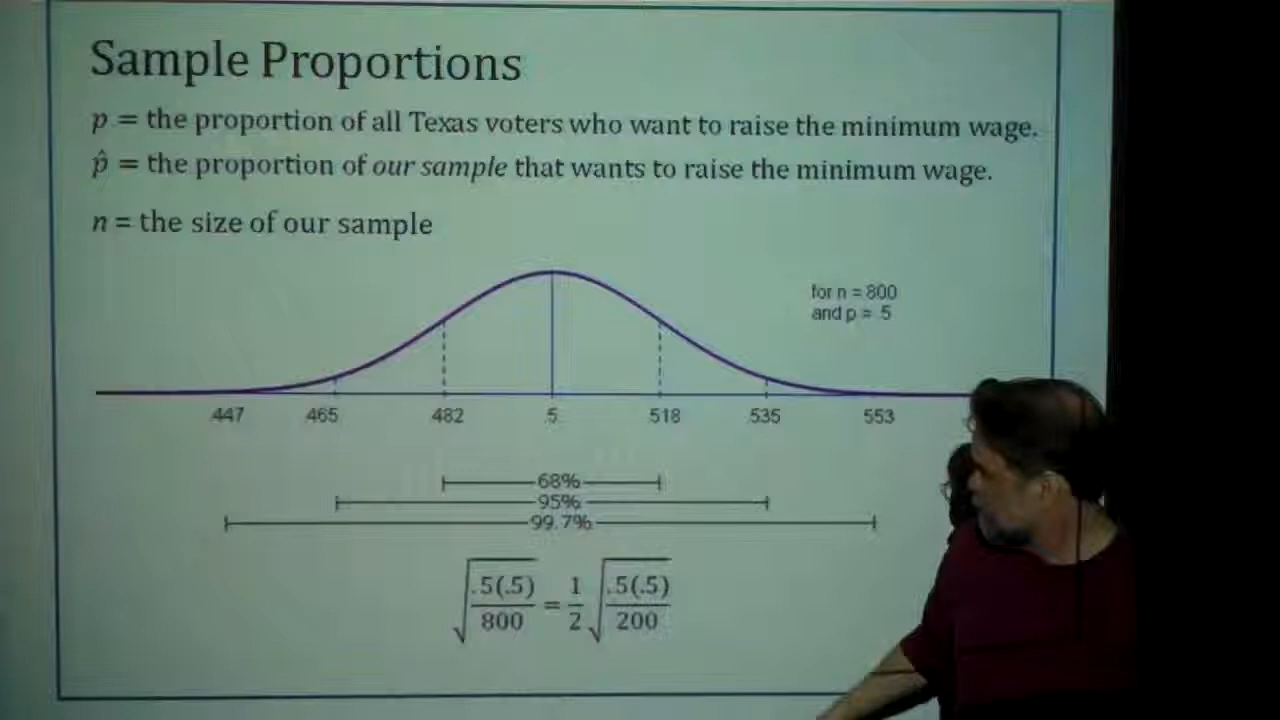 Sample Proportions
p = the proportion of all Texas voters who want to raise the minimum wage.
p̂ = the proportion of our sample that wants to raise the minimum wage.
n = the size of our sample
for n = 800
and p = .5
.447 .465 .482 .5 .518 .535 .553
68%
95%
99.7%
√(.5(.5)/800) = 1/2 √(.5(.5)/200)